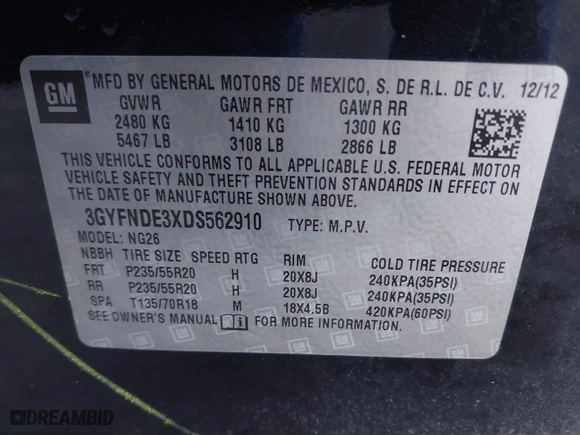 GM
MFD BY GENERAL MOTORS DE MEXICO, S. DE R.L. DE C.V. 12/12
GVWR GAWR FRT GAWR RR
2480 KG 1410 KG 1300 KG
5467 LB 3108 LB 2866 LB
THIS VEHICLE CONFORMS TO ALL APPLICABLE U.S. FEDERAL MOTOR
VEHICLE SAFETY AND THEFT PREVENTION STANDARDS IN EFFECT ON
THE DATE OF MANUFACTURE SHOWN ABOVE.
3GYFNDE3XDS562910 TYPE: M.P.V.
MODEL: NG26
NBBH TIRE SIZE SPEED RTG RIM COLD TIRE PRESSURE
FRT P235/55R20 H 20X8J 240KPA(35PSI)
RR P235/55R20 H 20X8J 240KPA(35PSI)
SPA T135/70R18 M 18X4.5B 420KPA(60PSI)
SEE OWNER'S MANUAL FOR MORE INFORMATION.
DREAMBID